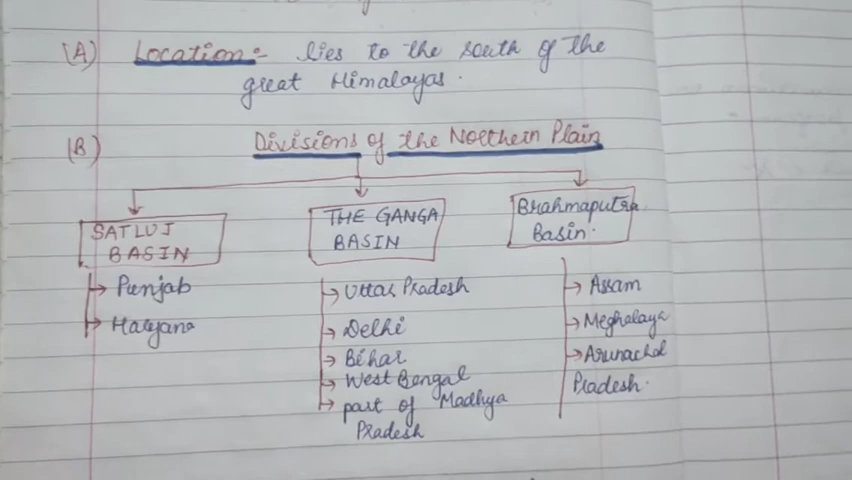 (A) Location:- lies to the south of the
great Himalayas.
(B) Divisions of the Northern Plain
SATLUJ
BASIN
Punjab
Haryana
THE GANGA
BASIN
Uttar Pradesh
Delhi
Bihar
West Bengal
part of Madhya
Pradesh
Brahmaputra
Basin.
Assam
Meghalaya
Arunachal
Pradesh.